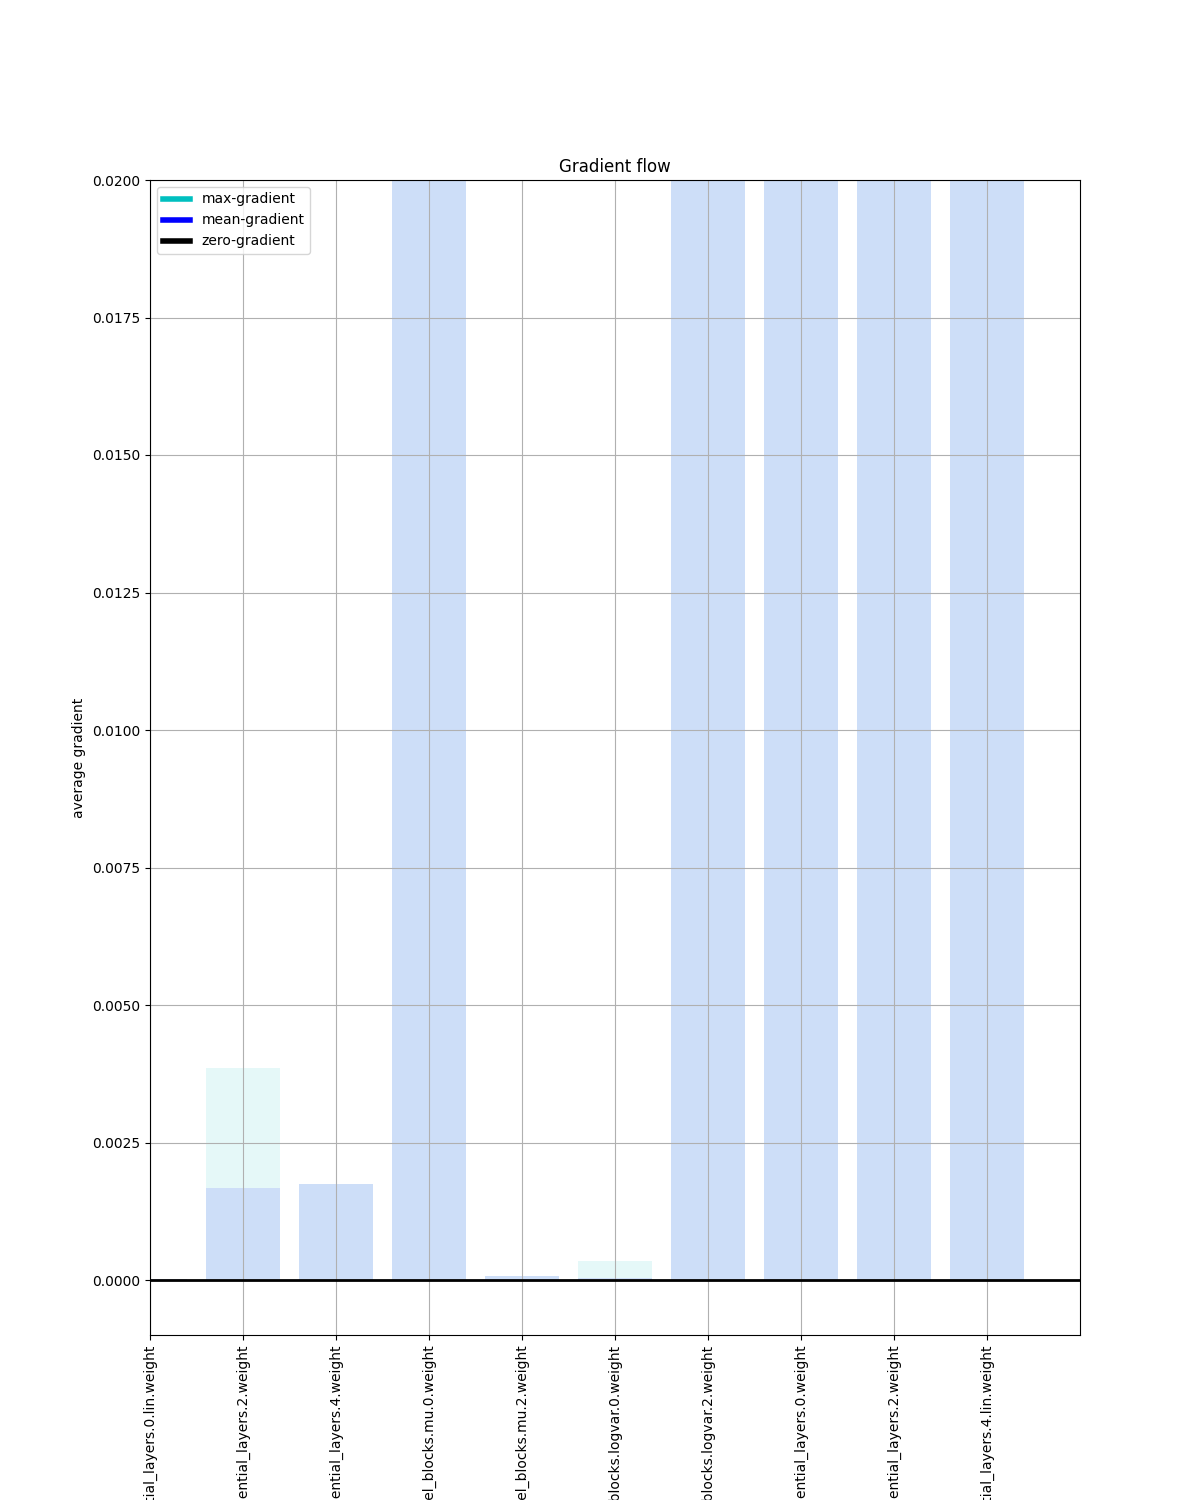 Gradient flow
max-gradient
mean-gradient
zero-gradient
0.0200
0.0175
0.0150
0.0125
0.0100
0.0075
0.0050
0.0025
0.0000
average gradient
tial_layers.0.lin.weight
ential_layers.2.weight
ential_layers.4.weight
el_blocks.mu.0.weight
el_blocks.mu.2.weight
blocks.logvar.0.weight
blocks.logvar.2.weight
ential_layers.0.weight
ential_layers.2.weight
tial_layers.4.lin.weight